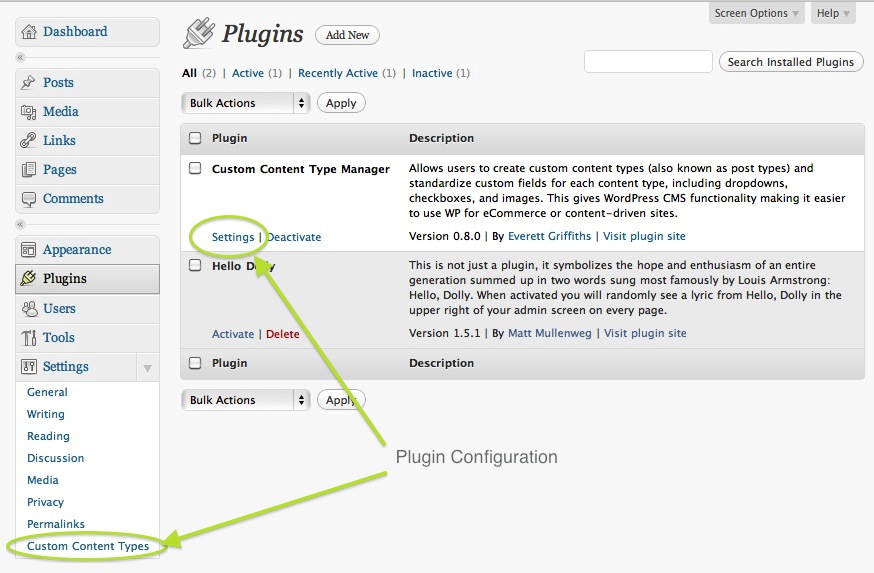 Screen Options Help
Dashboard
Posts
Media
Links
Pages
Comments
Appearance
Plugins
Users
Tools
Settings
General
Writing
Reading
Discussion
Media
Privacy
Permalinks
Custom Content Types
Plugins Add New
All (2) | Active (1) | Recently Active (1) | Inactive (1)
Search Installed Plugins
Bulk Actions Apply
Plugin Description
Custom Content Type Manager
Allows users to create custom content types (also known as post types) and
standardize custom fields for each content type, including dropdowns,
checkboxes, and images. This gives WordPress CMS functionality making it easier
to use WP for eCommerce or content-driven sites.
Settings | Deactivate
Version 0.8.0 | By Everett Griffiths | Visit plugin site
Hello Dolly
This is not just a plugin, it symbolizes the hope and enthusiasm of an entire
generation summed up in two words sung most famously by Louis Armstrong:
Hello, Dolly. When activated you will randomly see a lyric from Hello, Dolly in the
upper right of your admin screen on every page.
Activate | Delete
Version 1.5.1 | By Matt Mullenweg | Visit plugin site
Plugin Description
Bulk Actions Apply
Plugin Configuration